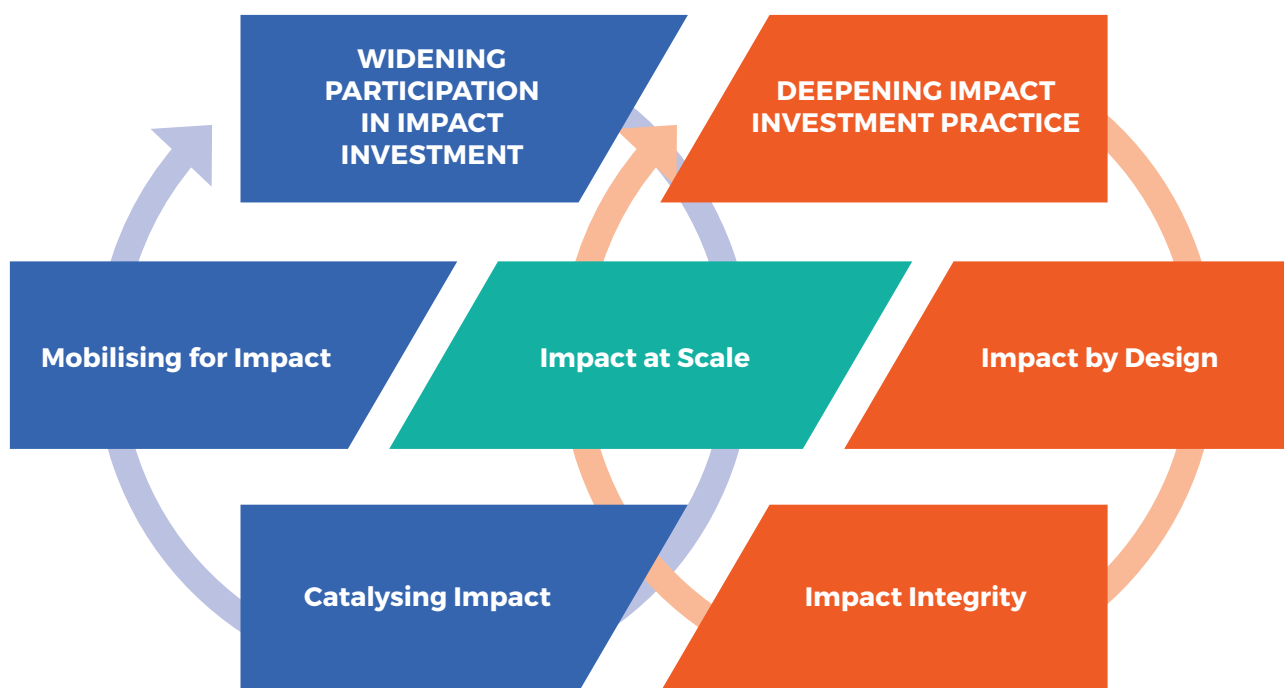 WIDENING
PARTICIPATION
IN IMPACT
INVESTMENT
DEEPENING IMPACT
INVESTMENT PRACTICE
Mobilising for Impact
Impact at Scale
Impact by Design
Catalysing Impact
Impact Integrity